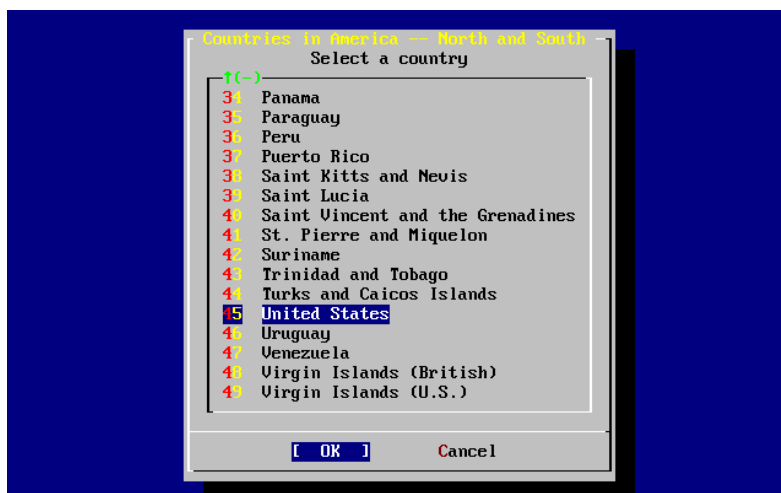 Countries in America -- North and South
Select a country
↑(-)
34 Panama
35 Paraguay
36 Peru
37 Puerto Rico
38 Saint Kitts and Nevis
39 Saint Lucia
40 Saint Vincent and the Grenadines
41 St. Pierre and Miquelon
42 Suriname
43 Trinidad and Tobago
44 Turks and Caicos Islands
45 United States
46 Uruguay
47 Venezuela
48 Virgin Islands (British)
49 Virgin Islands (U.S.)
[ OK ] Cancel